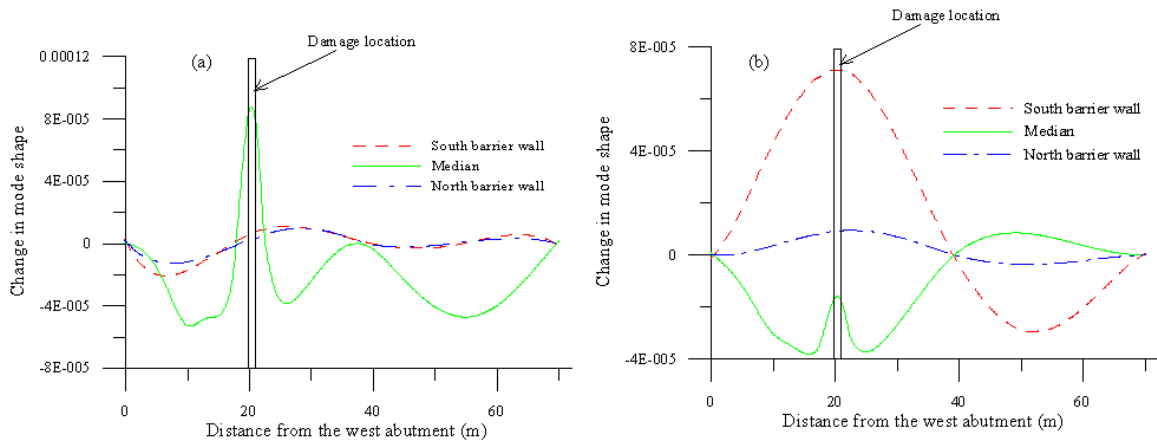 Damage location
0.00012
(a)
8E-005
South barrier wall
Median
4E-005
North barrier wall
0
-4E-005
-8E-005
Change in mode shape
0 20 40 60
Distance from the west abutment (m)
Damage location
8E-005
(b)
South barrier wall
Median
4E-005
North barrier wall
0
-4E-005
Change in mode shape
0 20 40 60
Distance from the west abutment (m)